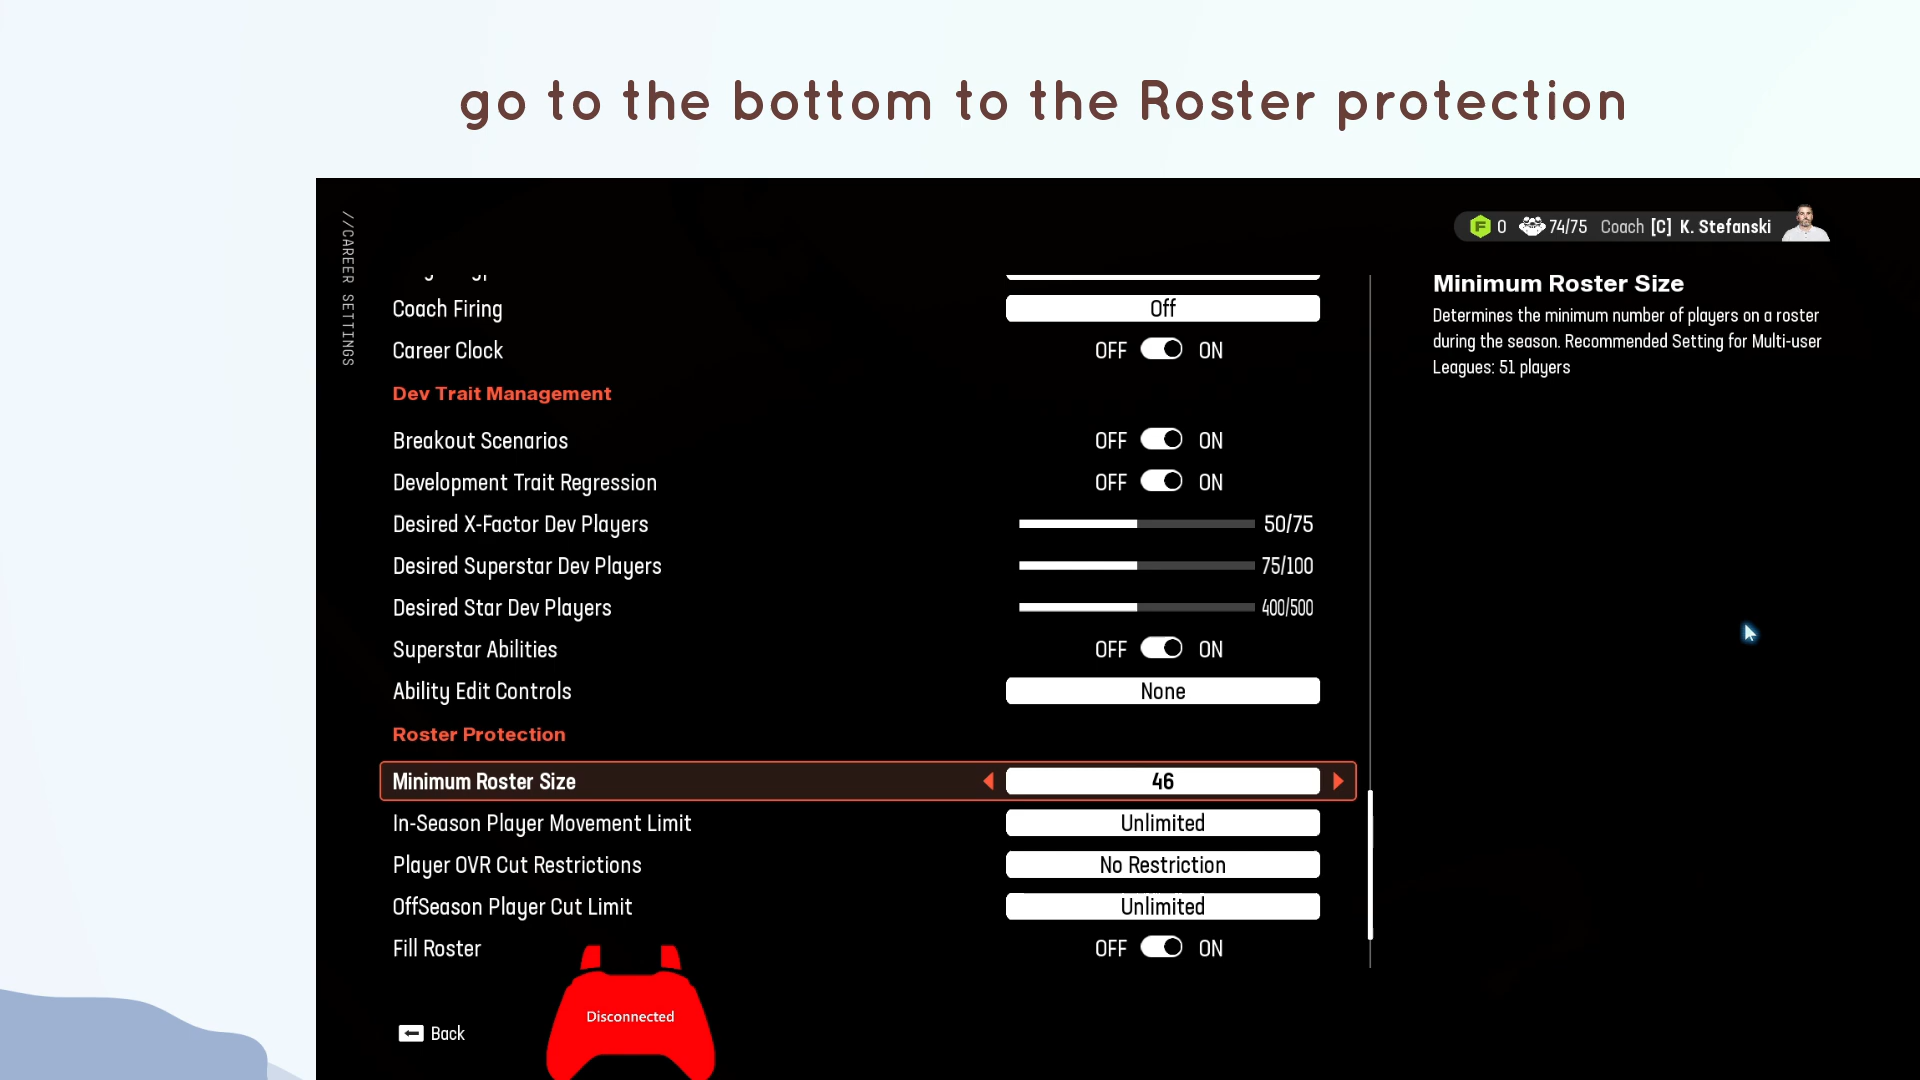 go to the bottom to the Roster protection
//CAREER SETTINGS
F 0 74/75 Coach [C] K. Stefanski
Coach Firing Off
Career Clock OFF ON
Dev Trait Management
Breakout Scenarios OFF ON
Development Trait Regression OFF ON
Desired X-Factor Dev Players 50/75
Desired Superstar Dev Players 75/100
Desired Star Dev Players 400/500
Superstar Abilities OFF ON
Ability Edit Controls None
Roster Protection
Minimum Roster Size 46
In-Season Player Movement Limit Unlimited
Player OVR Cut Restrictions No Restriction
OffSeason Player Cut Limit Unlimited
Fill Roster OFF ON
Disconnected
Back
Minimum Roster Size
Determines the minimum number of players on a roster
during the season. Recommended Setting for Multi-user
Leagues: 51 players